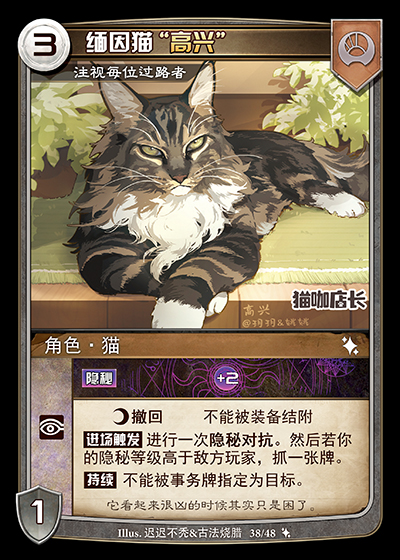 3
缅因猫“高兴”
注视每位过路者
猫咖店长
高兴
@玥玥&斌斌
角色·猫
隐秘
+2
撤回 不能被装备结附
进场触发 进行一次隐秘对抗。然后若你
的隐秘等级高于敌方玩家，抓一张牌。
持续 不能被事务牌指定为目标。
它看起来很凶的时候其实只是困了。
1
Illus. 迟迟不秃&古法烧腊 38/48